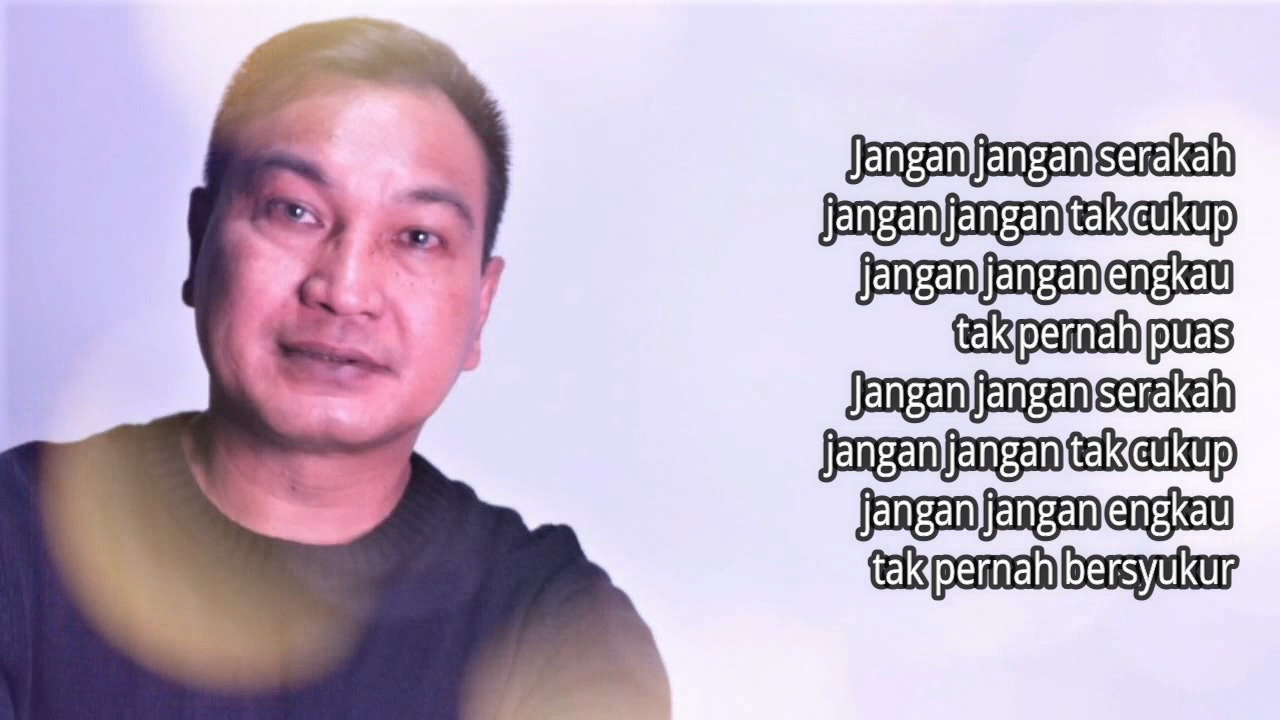 Jangan jangan serakah
jangan jangan tak cukup
jangan jangan engkau
tak pernah puas
Jangan jangan serakah
jangan jangan tak cukup
jangan jangan engkau
tak pernah bersyukur